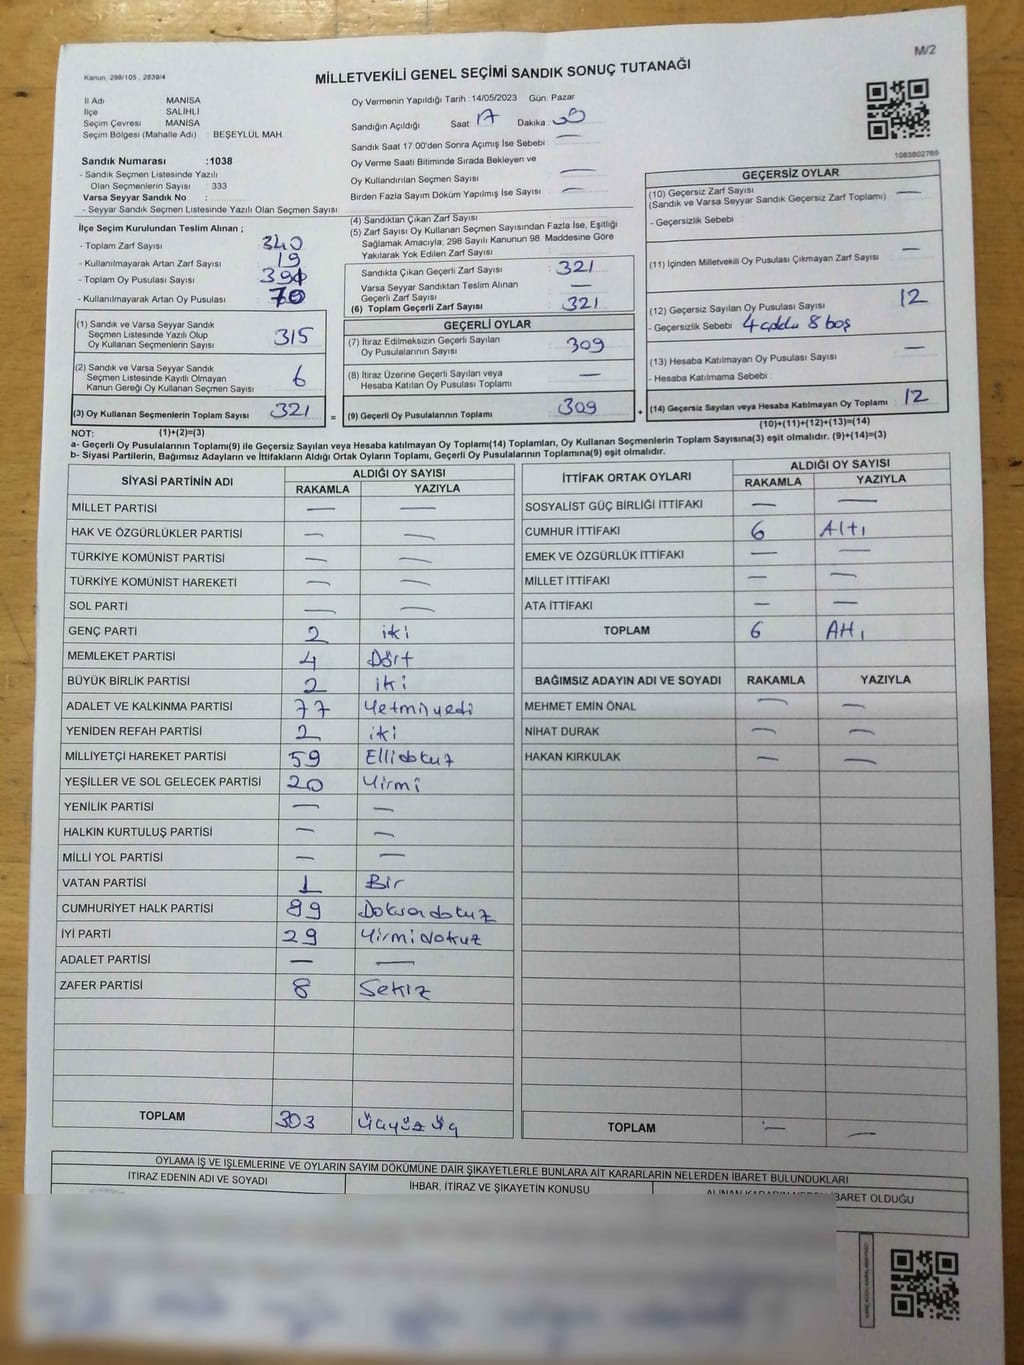 M/2
Kanun, 298/105 , 2839/4
MİLLETVEKİLİ GENEL SEÇİMİ SANDIK SONUÇ TUTANAĞI
İl Adı MANİSA
İlçe SALİHLİ
Seçim Çevresi MANİSA
Seçim Bölgesi (Mahalle Adı) : BEŞEYLÜL MAH.
Sandık Numarası :1038
- Sandık Seçmen Listesinde Yazılı
Olan Seçmenlerin Sayısı : 333
Varsa Seyyar Sandık No :
- Seyyar Sandık Seçmen Listesinde Yazılı Olan Seçmen Sayısı:
Oy Vermenin Yapıldığı Tarih :14/05/2023 Gün: Pazar
Sandığın Açıldığı Saat : 17 Dakika :
Sandık Saat 17.00'den Sonra Açımış İse Sebebi : —
Oy Verme Saati Bitiminde Sırada Bekleyen ve
Oy Kullandırılan Seçmen Sayısı : —
Birden Fazla Sayım Döküm Yapılmış İse Sayısı : —
1083802765
İlçe Seçim Kurulundan Teslim Alınan ;
- Toplam Zarf Sayısı : 340
- Kullanılmayarak Artan Zarf Sayısı : 19
- Toplam Oy Pusulası Sayısı :
- Kullanılmayarak Artan Oy Pusulası : 70
(1) Sandık ve Varsa Seyyar Sandık
Seçmen Listesinde Yazılı Olup
Oy Kullanan Seçmenlerin Sayısı : 315
(2) Sandık ve Varsa Seyyar Sandık
Seçmen Listesinde Kayıtlı Olmayan
Kanun Gereği Oy Kullanan Seçmen Sayısı : 6
(3) Oy Kullanan Seçmenlerin Toplam Sayısı : 321
(1)+(2)=(3)
(4) Sandıktan Çıkan Zarf Sayısı :
(5) Zarf Sayısı Oy Kullanan Seçmen Sayısından Fazla İse, Eşitliği
Sağlamak Amacıyla; 298 Sayılı Kanunun 98. Maddesine Göre
Yakılarak Yok Edilen Zarf Sayısı :
Sandıkta Çıkan Geçerli Zarf Sayısı : 321
Varsa Seyyar Sandıktan Teslim Alınan
Geçerli Zarf Sayısı : —
(6) Toplam Geçerli Zarf Sayısı : 321
GEÇERLİ OYLAR
(7) İtiraz Edilmeksizin Geçerli Sayılan
Oy Pusulalarının Sayısı : 309
(8) İtiraz Üzerine Geçerli Sayılan veya
Hesaba Katılan Oy Pusulası Toplamı : —
= (9) Geçerli Oy Pusulalarının Toplamı : 309
GEÇERSİZ OYLAR
(10) Geçersiz Zarf Sayısı : —
(Sandık ve Varsa Seyyar Sandık Geçersiz Zarf Toplamı)
- Geçersizlik Sebebi :
(11) İçinden Milletvekili Oy Pusulası Çıkmayan Zarf Sayısı : —
(12) Geçersiz Sayılan Oy Pusulası Sayısı : 12
- Geçersizlik Sebebi : 4 çoklu 8 boş
(13) Hesaba Katılmayan Oy Pusulası Sayısı : —
- Hesaba Katılmama Sebebi :
+ (14) Geçersiz Sayılan veya Hesaba Katılmayan Oy Toplamı : 12
(10)+(11)+(12)+(13)=(14)
NOT:
a- Geçerli Oy Pusulaları Toplamı(9) ile Geçersiz Sayılan veya Hesaba katılmayan Oy Toplamı(14) Toplamları, Oy Kullanan Seçmenlerin Toplam Sayısına(3) eşit olmalıdır. (9)+(14)=(3)
b- Siyasi Partilerin, Bağımsız Adayların ve İttifakların Aldığı Ortak Oyların Toplamı, Geçerli Oy Pusulalarının Toplamına(9) eşit olmalıdır.
SİYASİ PARTİNİN ADI ALDIĞI OY SAYISI
RAKAMLA YAZIYLA
MİLLET PARTİSİ — —
HAK VE ÖZGÜRLÜKLER PARTİSİ — —
TÜRKİYE KOMÜNİST PARTİSİ — —
TÜRKİYE KOMÜNİST HAREKETİ — —
SOL PARTİ — —
GENÇ PARTİ 2 iki
MEMLEKET PARTİSİ 4 Dört
BÜYÜK BİRLİK PARTİSİ 2 iki
ADALET VE KALKINMA PARTİSİ 77 Yetmişyedi
YENİDEN REFAH PARTİSİ 2 iki
MİLLİYETÇİ HAREKET PARTİSİ 59 Ellidokuz
YEŞİLLER VE SOL GELECEK PARTİSİ 20 Yirmi
YENİLİK PARTİSİ — —
HALKIN KURTULUŞ PARTİSİ — —
MİLLİ YOL PARTİSİ — —
VATAN PARTİSİ 1 Bir
CUMHURİYET HALK PARTİSİ 99 Doksandokuz
İYİ PARTİ 29 Yirmidokuz
ADALET PARTİSİ — —
ZAFER PARTİSİ 8 Sekiz
TOPLAM 303 Üçyüz üç
İTTİFAK ORTAK OYLARI ALDIĞI OY SAYISI
RAKAMLA YAZIYLA
SOSYALİST GÜÇ BİRLİĞİ İTTİFAKI — —
CUMHUR İTTİFAKI 6 Altı
EMEK VE ÖZGÜRLÜK İTTİFAKI — —
MİLLET İTTİFAKI — —
ATA İTTİFAKI — —
TOPLAM 6 Altı
BAĞIMSIZ ADAYIN ADI VE SOYADI RAKAMLA YAZIYLA
MEHMET EMİN ÖNAL — —
NİHAT DURAK — —
HAKAN KIRKULAK — —
TOPLAM — —
OYLAMA İŞ VE İŞLEMLERİNE VE OYLARIN SAYIM DÖKÜMÜNE DAİR ŞİKAYETLERLE BUNLARA AİT KARARLARIN NELERDEN İBARET BULUNDUKLARI
İTİRAZ EDENİN ADI VE SOYADI
İHBAR, İTİRAZ VE ŞİKAYETİN KONUSU
ALINAN KARARIN NEDEN İBARET OLDUĞU